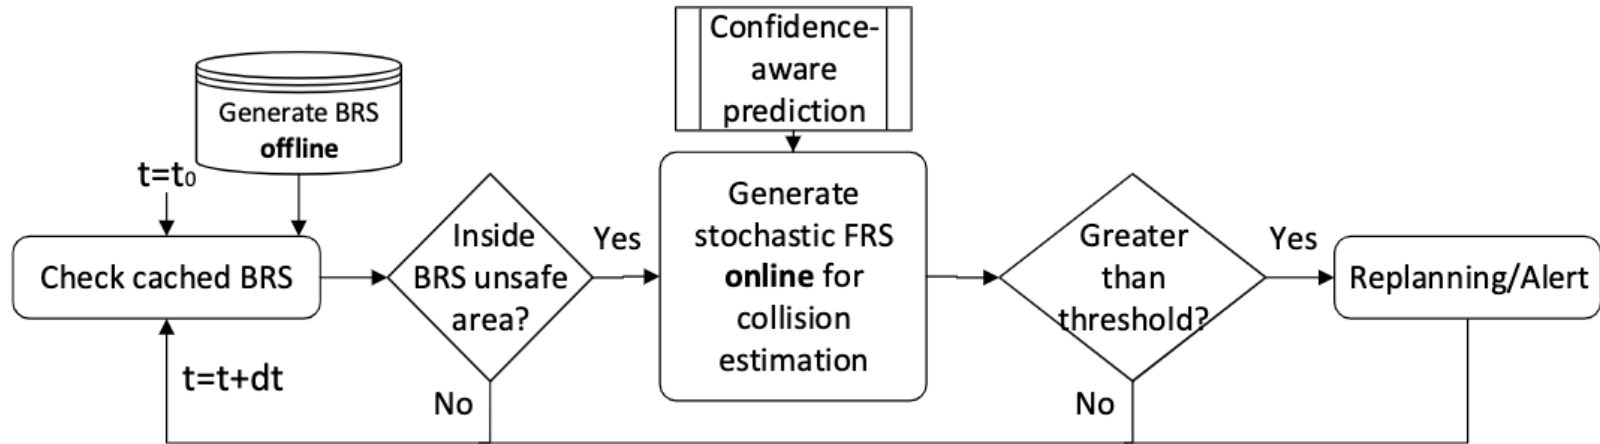 Confidence-
aware
prediction
Generate BRS
offline
t=t0
Check cached BRS
Inside
BRS unsafe
area?
Yes
No
Generate
stochastic FRS
online for
collision
estimation
Greater
than
threshold?
Yes
No
Replanning/Alert
t=t+dt